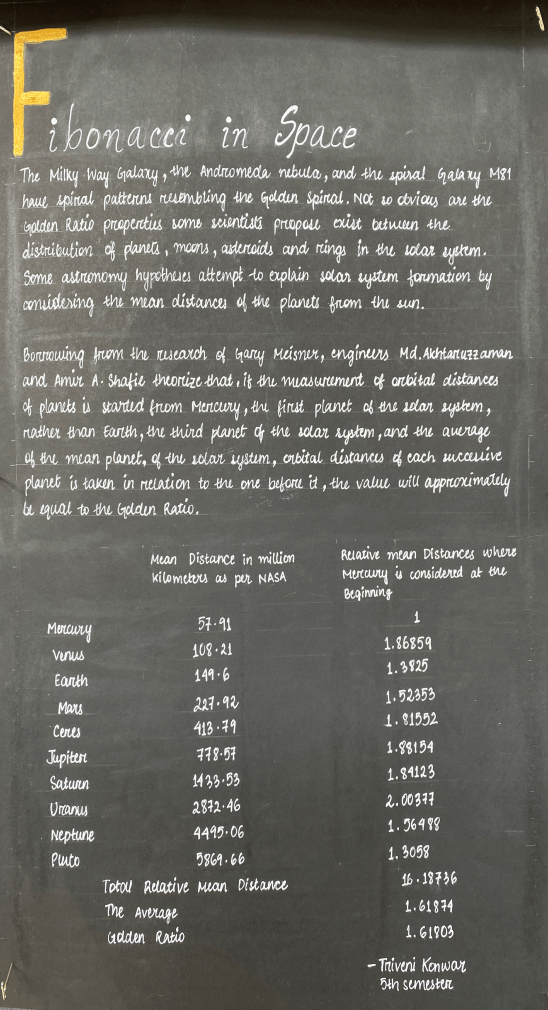 Fibonacci in Space
The Milky Way Galaxy, the Andromeda nebula, and the spiral Galaxy M81
have spiral patterns resembling the Golden Spiral. Not so obvious are the
Golden Ratio properties some scientists propose exist between the
distribution of planets, moons, asteroids and rings in the solar system.
Some astronomy hypotheses attempt to explain solar system formation by
considering the mean distances of the planets from the sun.
Borrowing from the research of Gary Meisner, engineers Md. Akhtaruzzaman
and Amir A. Shafie theorize that, if the measurement of orbital distances
of planets is started from Mercury, the first planet of the solar system,
rather than Earth, the third planet of the solar system, and the average
of the mean planet, of the solar system, orbital distances of each successive
planet is taken in relation to the one before it, the value will approximately
be equal to the Golden Ratio.
Mean Distance in million
Kilometers as per NASA
Relative mean Distances where
Mercury is considered at the
Beginning
Mercury 57.91 1
Venus 108.21 1.86859
Earth 149.6 1.3825
Mars 227.92 1.52353
Ceres 413.79 1.81552
Jupiter 778.57 1.88154
Saturn 1433.53 1.84123
Uranus 2872.46 2.00377
Neptune 4495.06 1.56488
Pluto 5869.66 1.3058
Total Relative Mean Distance 16.18736
The Average 1.61874
Golden Ratio 1.61803
- Triveni Konwar
5th semester